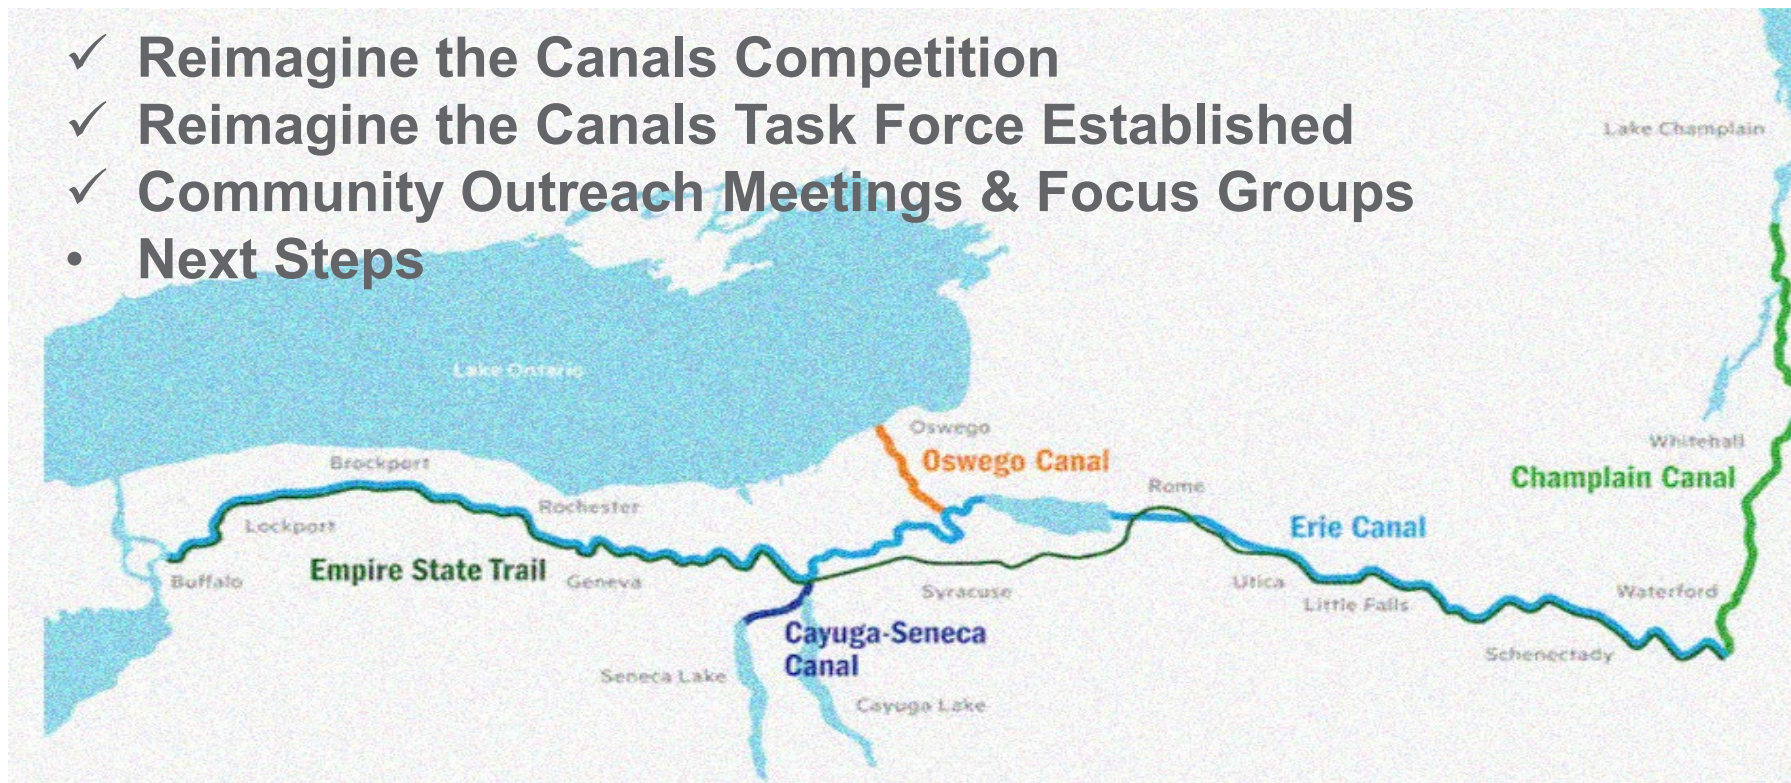 ✓ Reimagine the Canals Competition
✓ Reimagine the Canals Task Force Established
✓ Community Outreach Meetings & Focus Groups
• Next Steps
Lake Champlain
Lake Ontario
Oswego
Oswego Canal
Whitehall
Champlain Canal
Brockport
Rochester
Rome
Lockport
Erie Canal
Empire State Trail
Buffalo
Geneva
Syracuse
Utica
Little Falls
Waterford
Schenectady
Cayuga-Seneca
Canal
Seneca Lake
Cayuga Lake